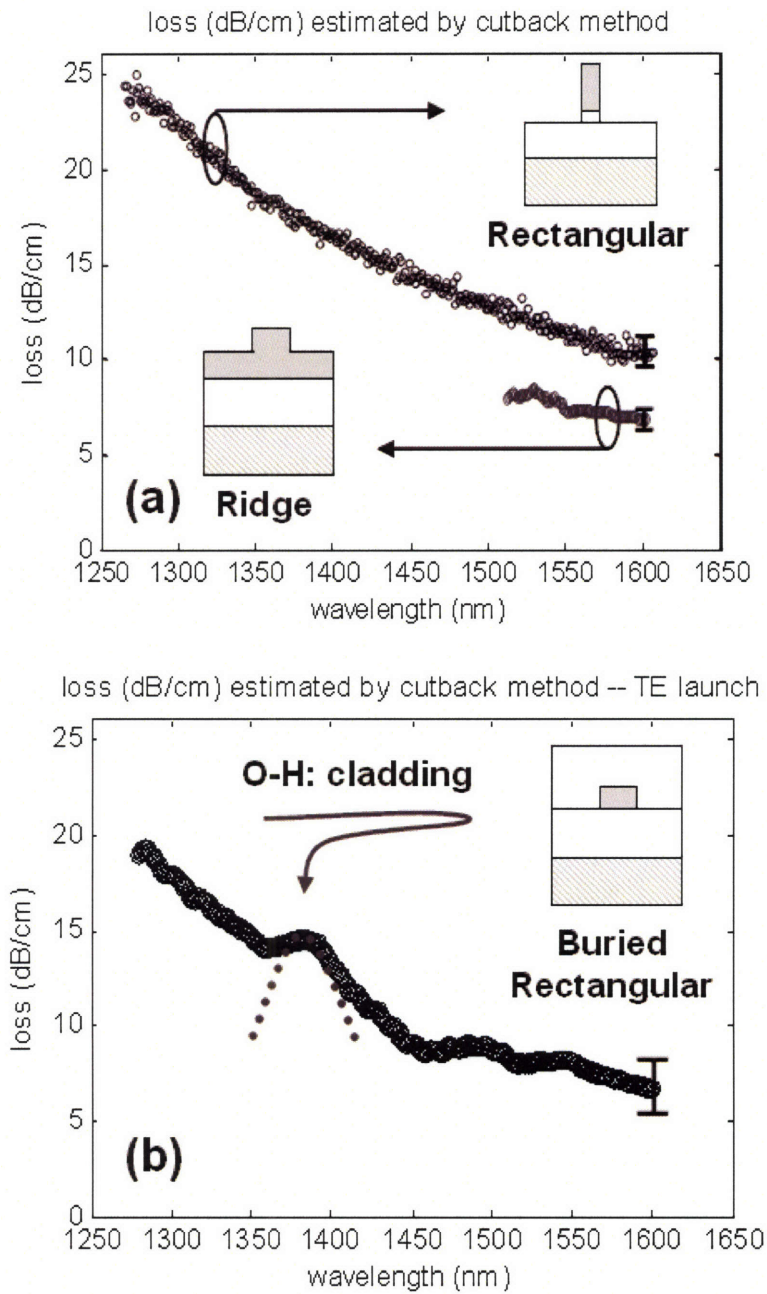 loss (dB/cm) estimated by cutback method
25
20
15
10
5
0
loss (dB/cm)
Rectangular
(a)
Ridge
1250 1300 1350 1400 1450 1500 1550 1600 1650
wavelength (nm)
loss (dB/cm) estimated by cutback method -- TE launch
25
20
15
10
5
0
loss (dB/cm)
O-H: cladding
Buried
Rectangular
(b)
1250 1300 1350 1400 1450 1500 1550 1600 1650
wavelength (nm)